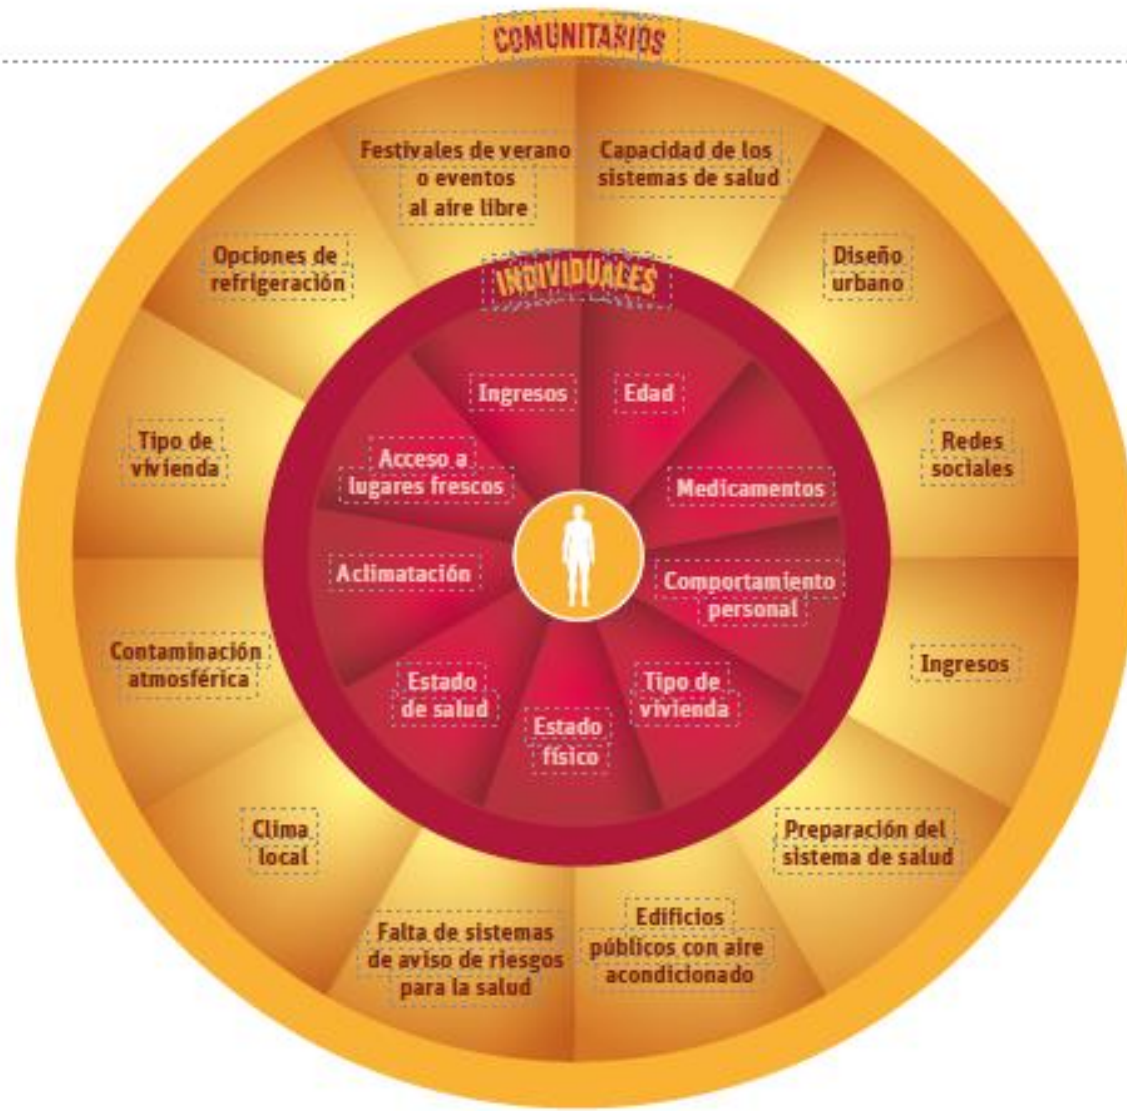 COMUNITARIOS
Festivales de verano
o eventos
al aire libre
Capacidad de los
sistemas de salud
Diseño
urbano
Redes
sociales
Ingresos
Preparación del
sistema de salud
Edificios
públicos con aire
acondicionado
Falta de sistemas
de aviso de riesgos
para la salud
Clima
local
Contaminación
atmosférica
Tipo de
vivienda
Opciones de
refrigeración
INDIVIDUALES
Ingresos
Edad
Medicamentos
Comportamiento
personal
Tipo de
vivienda
Estado
físico
Estado
de salud
Aclimatación
Acceso a
lugares frescos